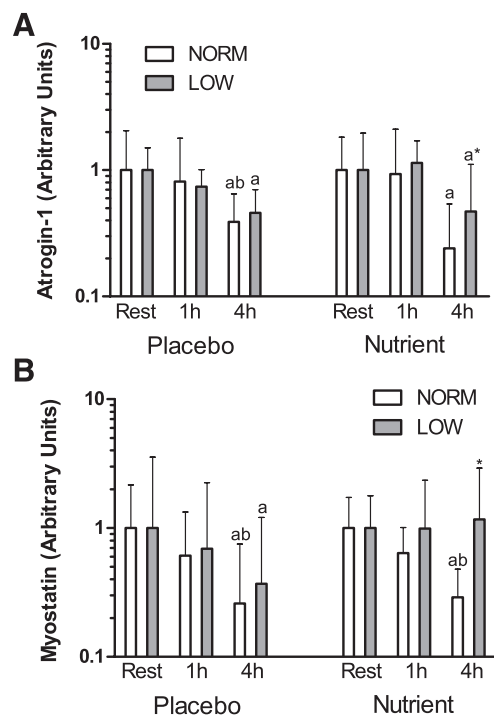 A
Atrogin-1 (Arbitrary Units)
10
1
0.1
NORM
LOW
ab
a
a
a*
Rest 1h 4h Rest 1h 4h
Placebo Nutrient
B
Myostatin (Arbitrary Units)
10
1
0.1
NORM
LOW
ab
a
ab
*
Rest 1h 4h Rest 1h 4h
Placebo Nutrient